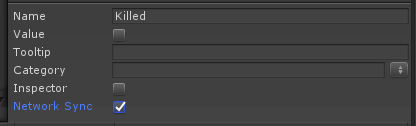 Name Killed
Value
Tooltip
Category
Inspector
Network Sync